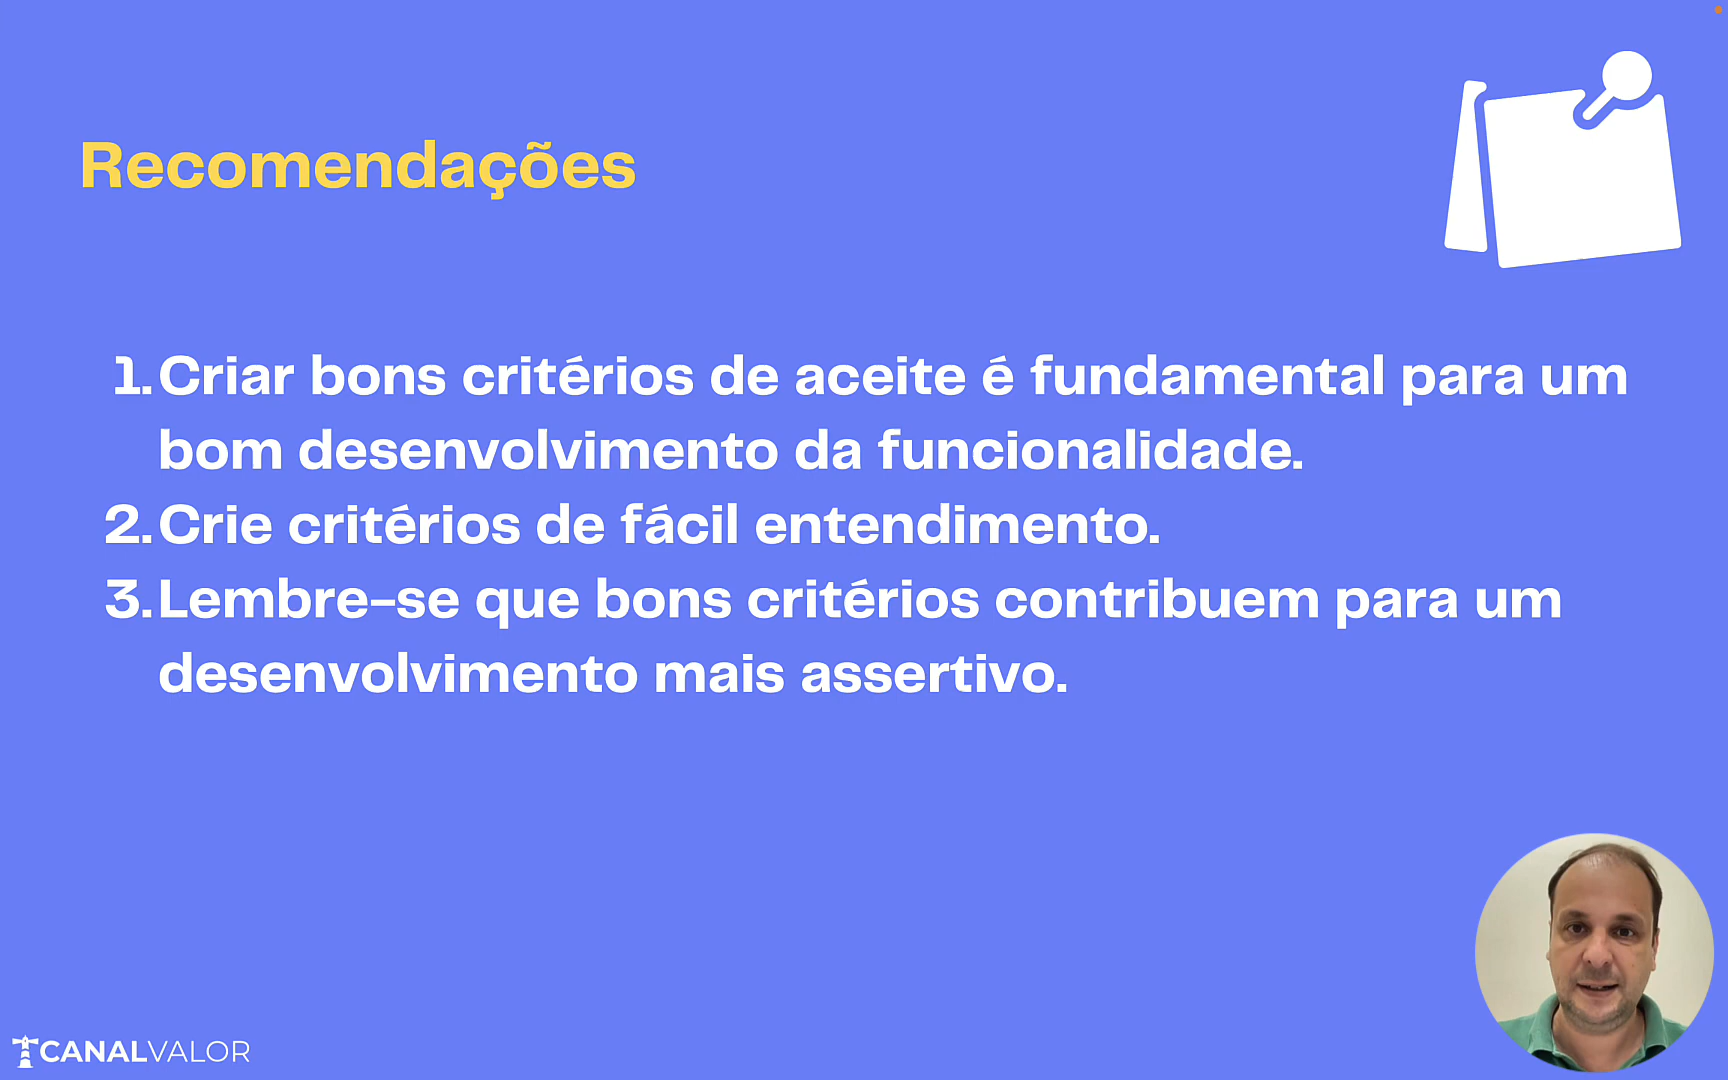 Recomendações
1. Criar bons critérios de aceite é fundamental para um
bom desenvolvimento da funcionalidade.
2. Crie critérios de fácil entendimento.
3. Lembre-se que bons critérios contribuem para um
desenvolvimento mais assertivo.
CANALVALOR